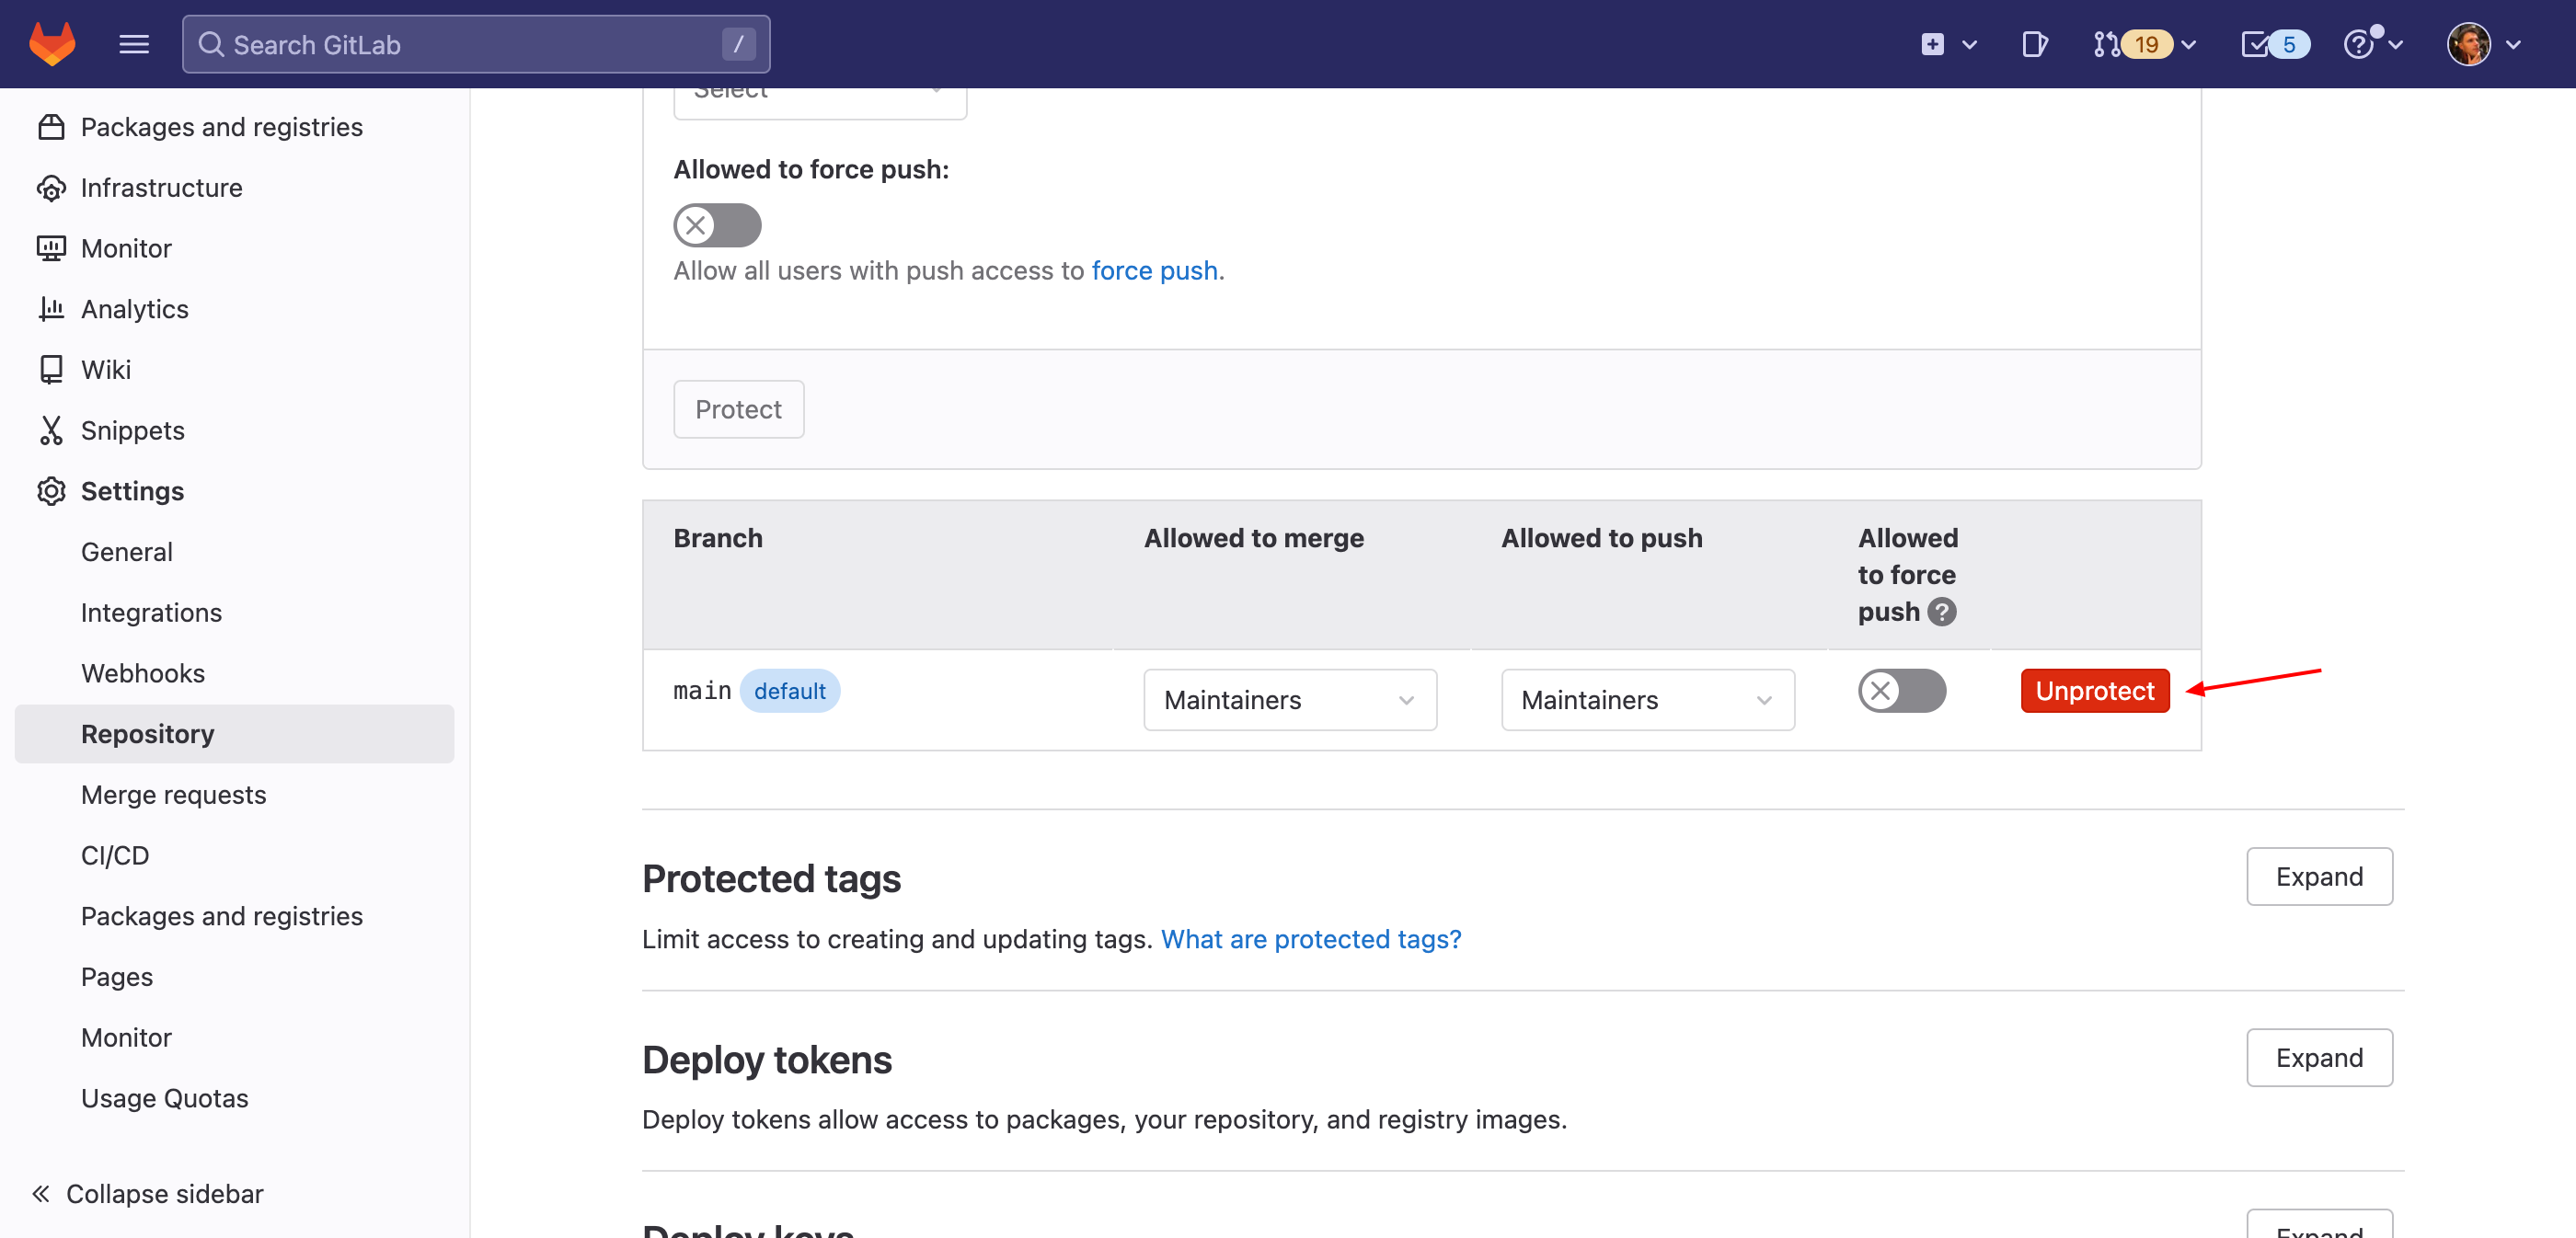 Search GitLab
/
19
5
Packages and registries
Infrastructure
Monitor
Analytics
Wiki
Snippets
Settings
General
Integrations
Webhooks
Repository
Merge requests
CI/CD
Packages and registries
Pages
Monitor
Usage Quotas
Collapse sidebar
Select
Allowed to force push:
Allow all users with push access to force push.
Protect
Branch
Allowed to merge
Allowed to push
Allowed
to force
push ?
main default
Maintainers
Maintainers
Unprotect
Protected tags
Expand
Limit access to creating and updating tags. What are protected tags?
Deploy tokens
Expand
Deploy tokens allow access to packages, your repository, and registry images.
Deploy keys
Expand